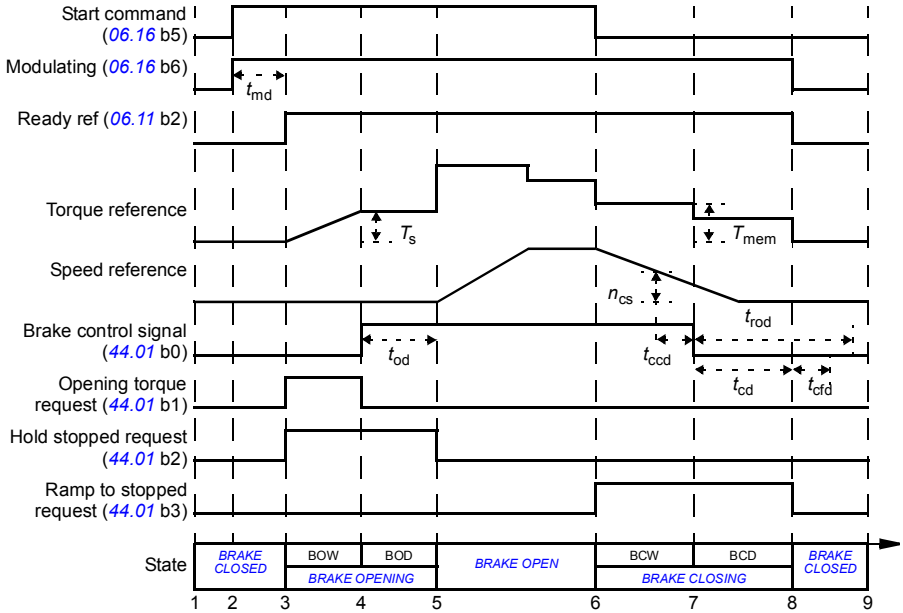 Start command
(06.16 b5)
Modulating (06.16 b6)
tmd
Ready ref (06.11 b2)
Torque reference
Ts
Tmem
Speed reference
ncs
trod
Brake control signal
(44.01 b0)
tod
tccd
tcd
tcfd
Opening torque
request (44.01 b1)
Hold stopped request
(44.01 b2)
Ramp to stopped
request (44.01 b3)
State
BRAKE
CLOSED
BOW
BOD
BRAKE OPENING
BRAKE OPEN
BCW
BCD
BRAKE CLOSING
BRAKE
CLOSED
1 2 3 4 5 6 7 8 9